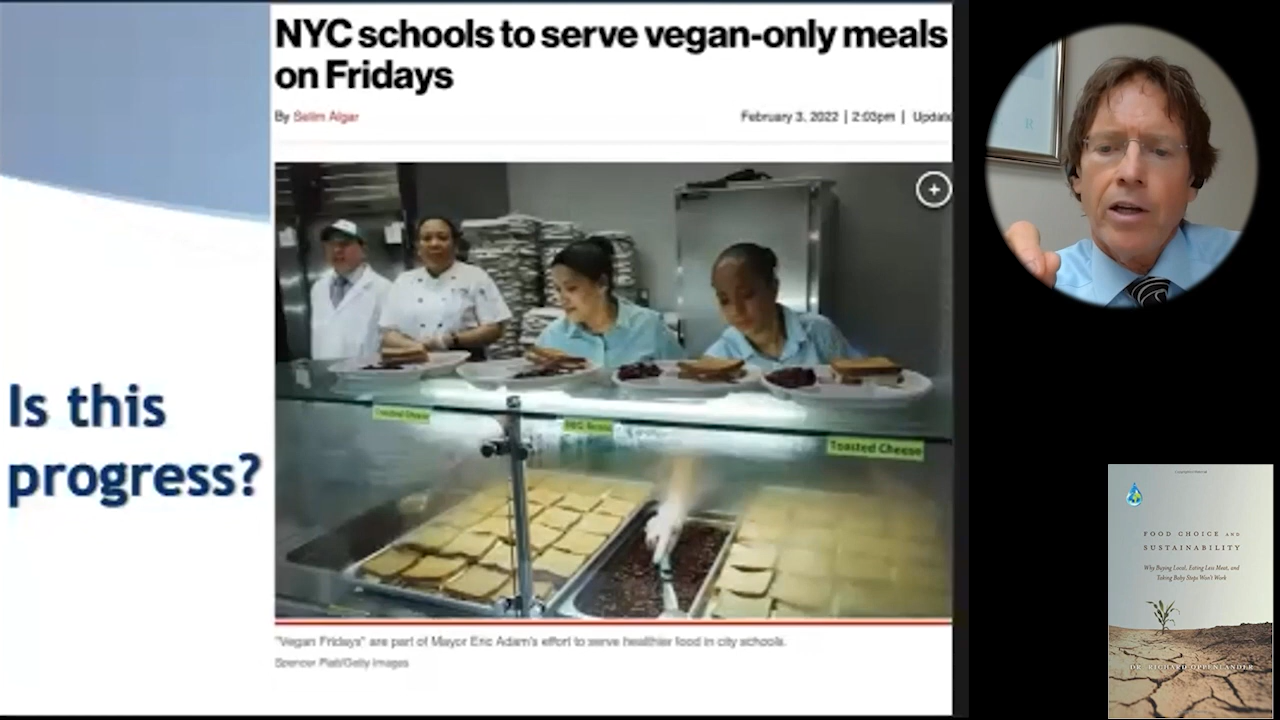 NYC schools to serve vegan-only meals
on Fridays
By Selim Algar
February 3, 2022 | 2:03pm | Update
Is this
progress?
Toasted Cheese
BBQ Beans
Toasted Cheese
"Vegan Fridays" are part of Mayor Eric Adam's effort to serve healthier food in city schools.
Spencer Platt/Getty Images
R
FOOD CHOICE AND
SUSTAINABILITY
Why Buying Local, Eating Less Meat, and
Taking Baby Steps Won't Work
DR. RICHARD OPPENLANDER